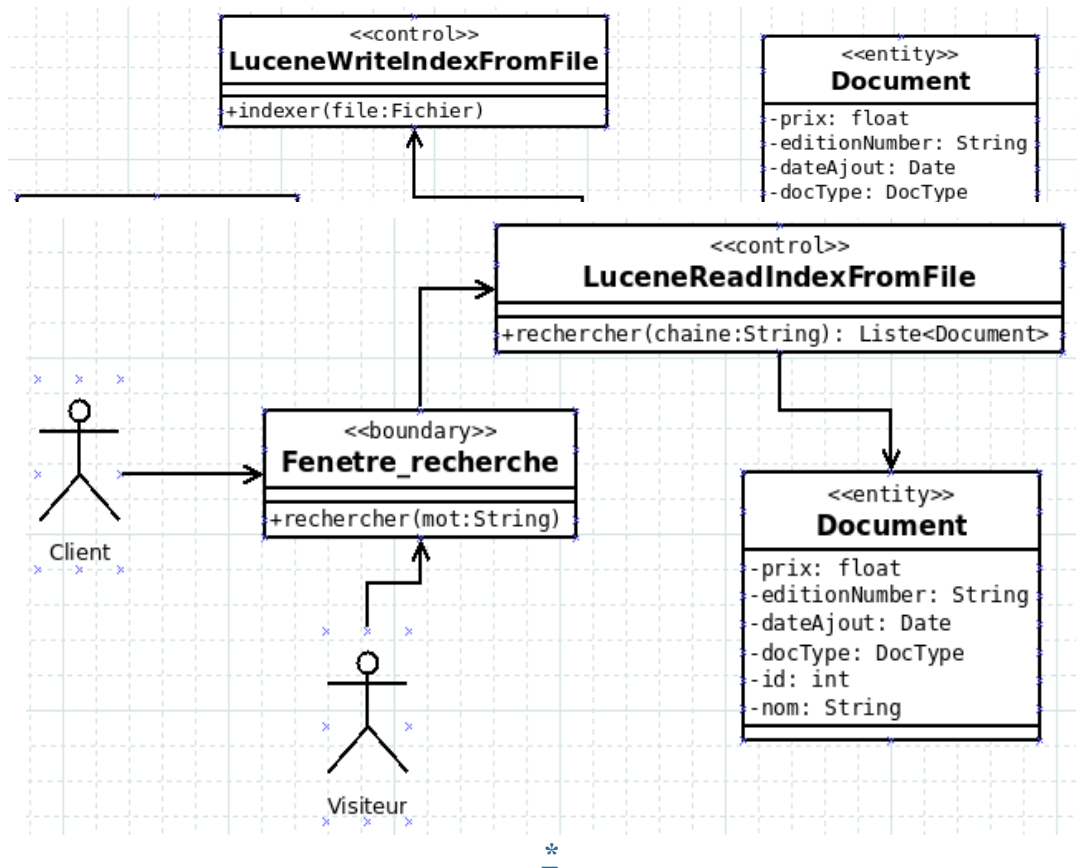 <<control>>
LuceneWriteIndexFromFile
+indexer(file:Fichier)
<<entity>>
Document
-prix: float
-editionNumber: String
-dateAjout: Date
-docType: DocType
<<control>>
LuceneReadIndexFromFile
+rechercher(chaine:String): Liste<Document>
<<boundary>>
Fenetre_recherche
+rechercher(mot:String)
Client
Visiteur
<<entity>>
Document
-prix: float
-editionNumber: String
-dateAjout: Date
-docType: DocType
-id: int
-nom: String
*